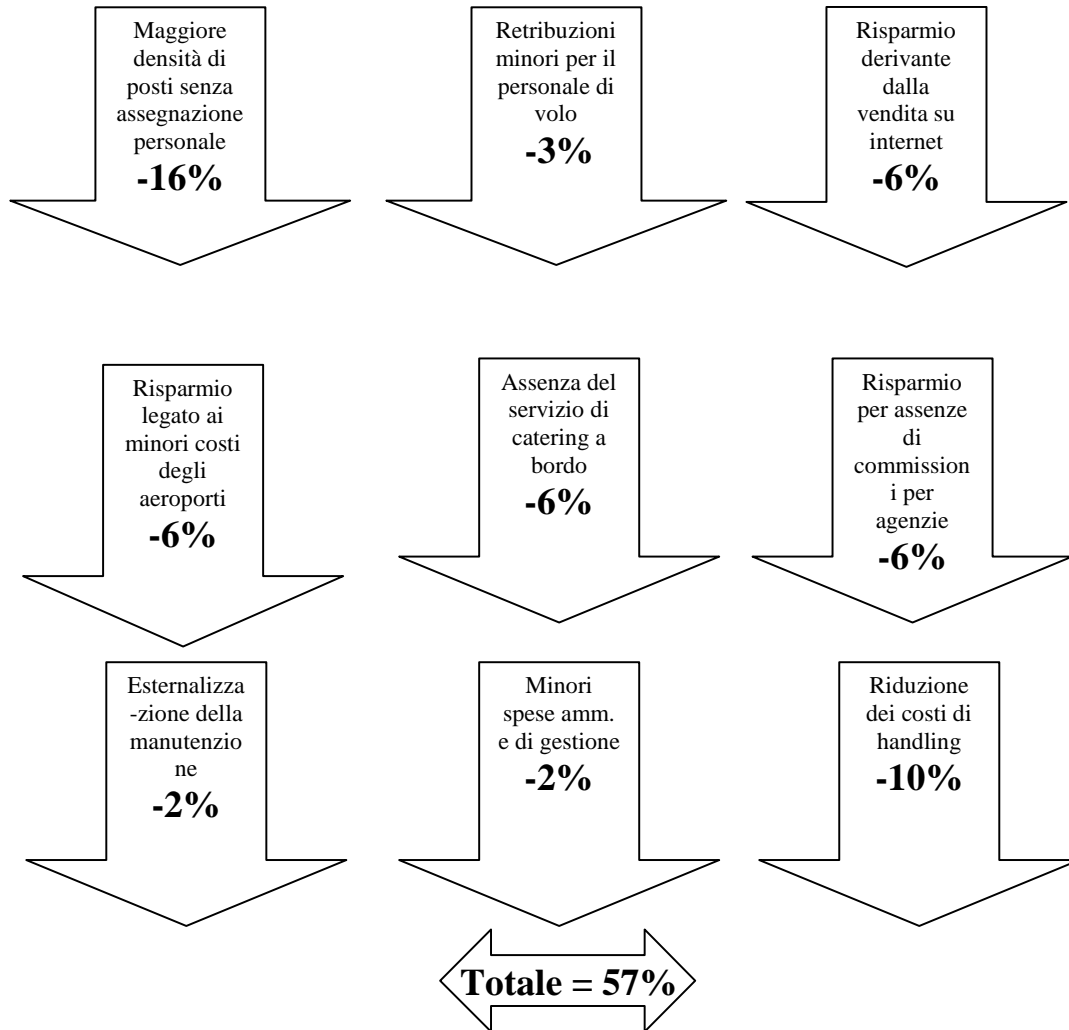 Maggiore
densità di
posti senza
assegnazione
personale
-16%
Retribuzioni
minori per il
personale di
volo
-3%
Risparmio
derivante
dalla
vendita su
internet
-6%
Risparmio
legato ai
minori costi
degli
aeroporti
-6%
Assenza del
servizio di
catering a
bordo
-6%
Risparmio
per assenze
di
commission
i per
agenzie
-6%
Esternalizza
-zione della
manutenzio
ne
-2%
Minori
spese amm.
e di gestione
-2%
Riduzione
dei costi di
handling
-10%
Totale = 57%